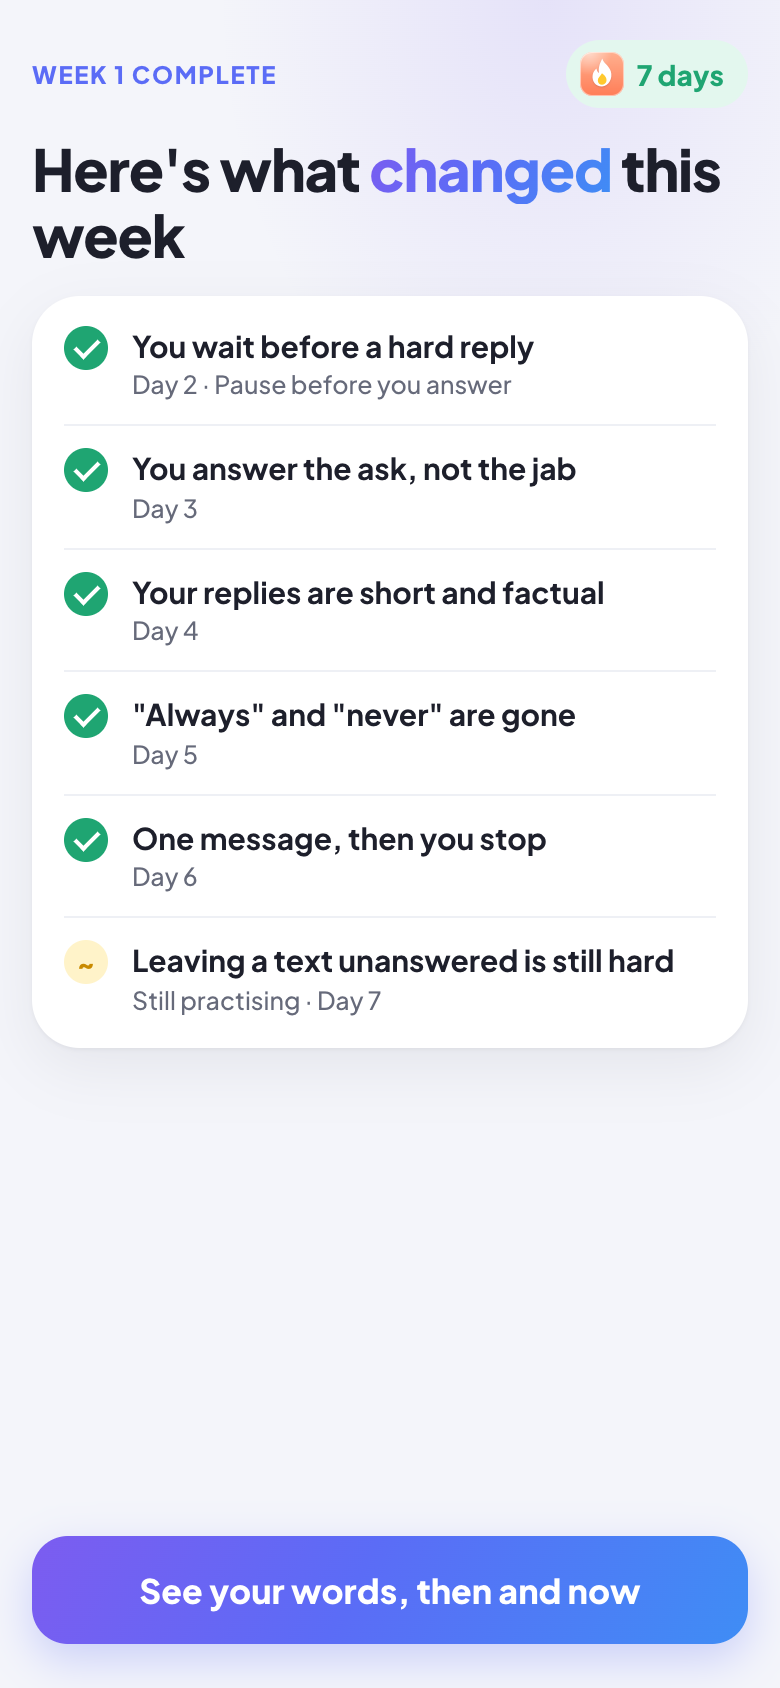 WEEK 1 COMPLETE
7 days
Here's what changed this
week
You wait before a hard reply
Day 2 · Pause before you answer
You answer the ask, not the jab
Day 3
Your replies are short and factual
Day 4
"Always" and "never" are gone
Day 5
One message, then you stop
Day 6
~
Leaving a text unanswered is still hard
Still practising · Day 7
See your words, then and now